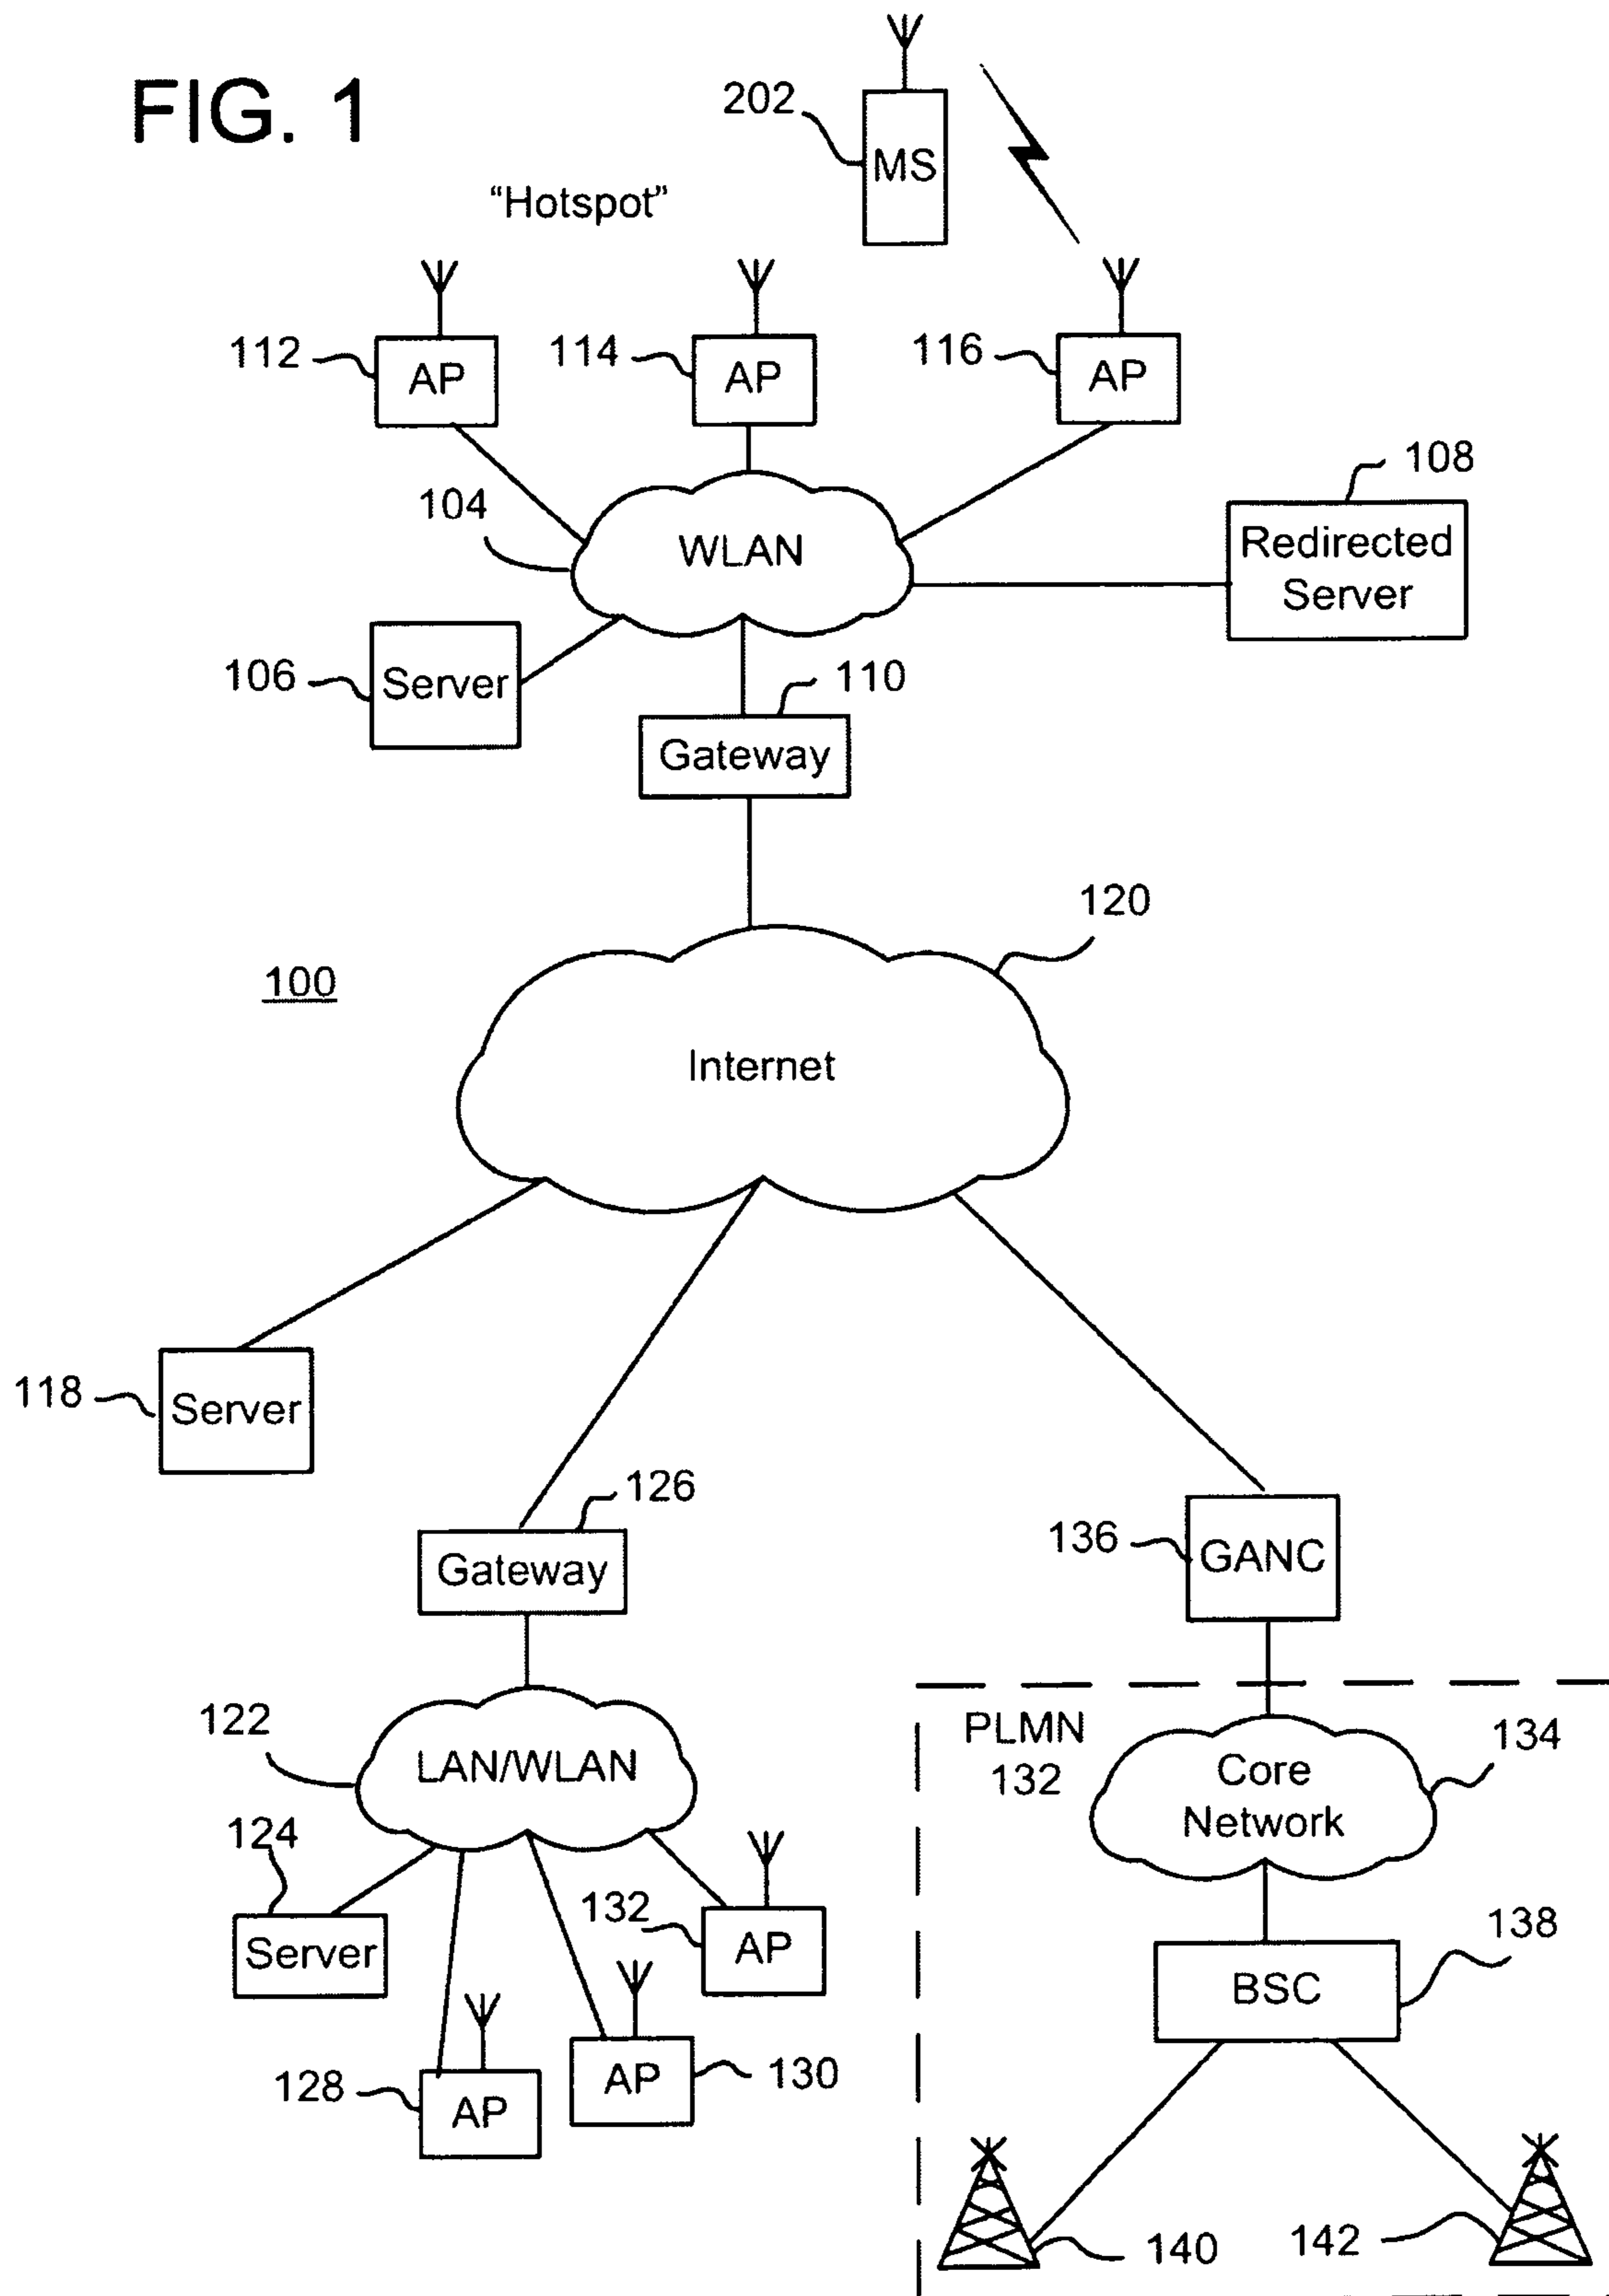 FIG. 1
202
MS
“Hotspot”
112
AP
114
AP
116
AP
108
104
WLAN
Redirected
Server
106
Server
110
Gateway
120
100
Internet
118
Server
126
Gateway
136
GANC
122
LAN/WLAN
PLMN
132
Core
Network
134
124
Server
132
AP
138
BSC
128
AP
AP
130
140
142